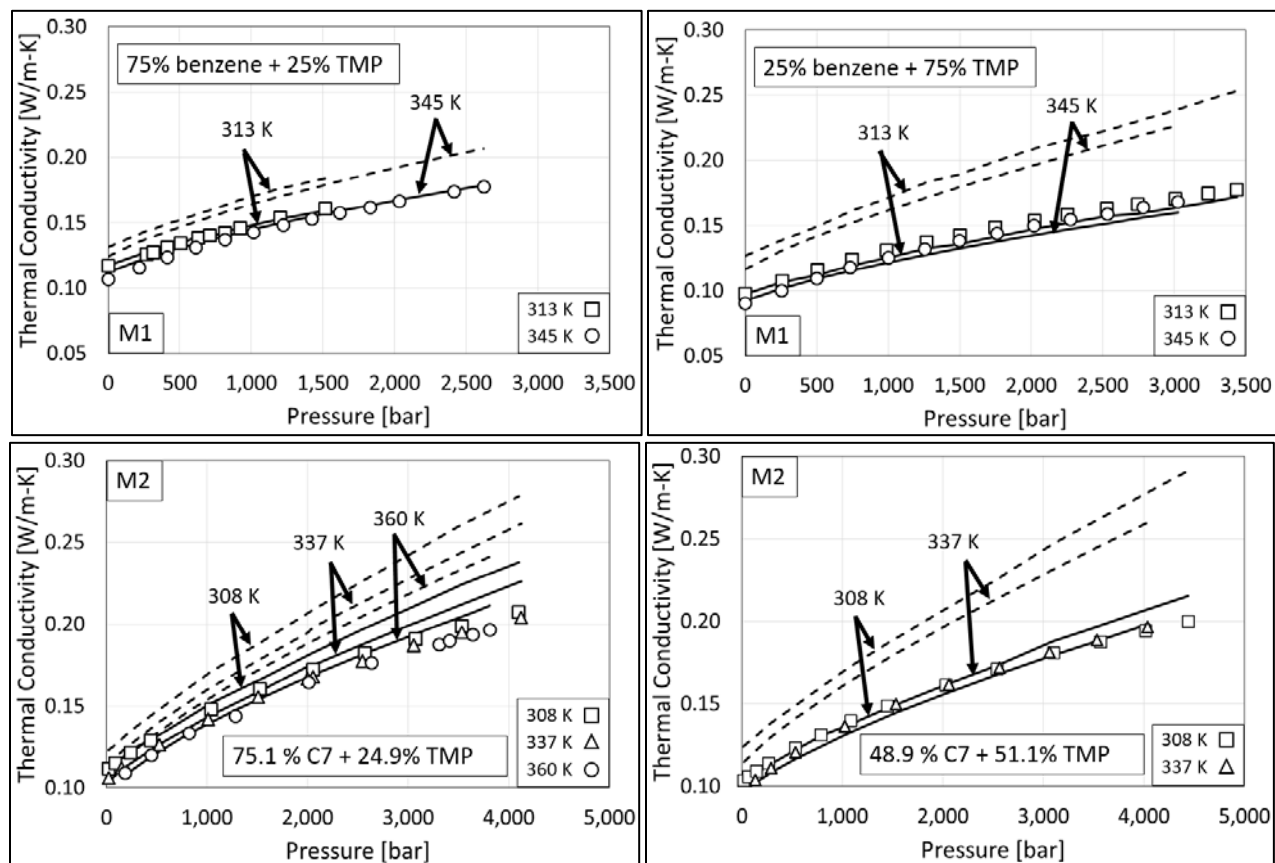 Thermal Conductivity [W/m-K]
0.30
0.25
0.20
0.15
0.10
0.05
75% benzene + 25% TMP
345 K
313 K
313 K
345 K
M1
0 500 1,000 1,500 2,000 2,500 3,000
Pressure [bar]
Thermal Conductivity [W/m-K]
0.30
0.25
0.20
0.15
0.10
0.05
25% benzene + 75% TMP
345 K
313 K
313 K
345 K
M1
0 500 1,000 1,500 2,000 2,500 3,000 3,500
Pressure [bar]
Thermal Conductivity [W/m-K]
0.30
0.25
0.20
0.15
0.10
M2
360 K
337 K
308 K
308 K
337 K
360 K
75.1 % C7 + 24.9% TMP
0 1,000 2,000 3,000 4,000 5,000
Pressure [bar]
Thermal Conductivity [W/m-K]
0.30
0.25
0.20
0.15
0.10
M2
337 K
308 K
308 K
337 K
48.9 % C7 + 51.1% TMP
0 1,000 2,000 3,000 4,000 5,000
Pressure [bar]